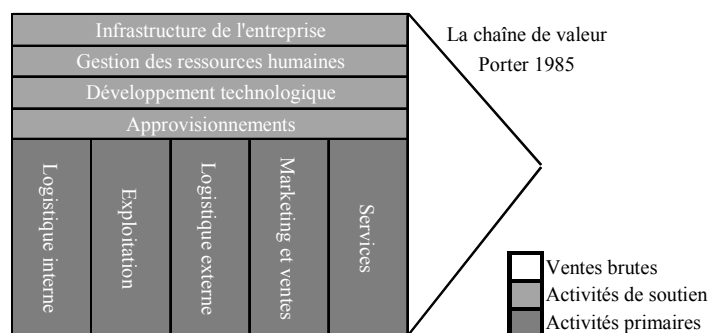 Infrastructure de l'entreprise
Gestion des ressources humaines
Développement technologique
Approvisionnements
Logistique interne
Exploitation
Logistique externe
Marketing et ventes
Services
La chaîne de valeur
Porter 1985
Ventes brutes
Activités de soutien
Activités primaires